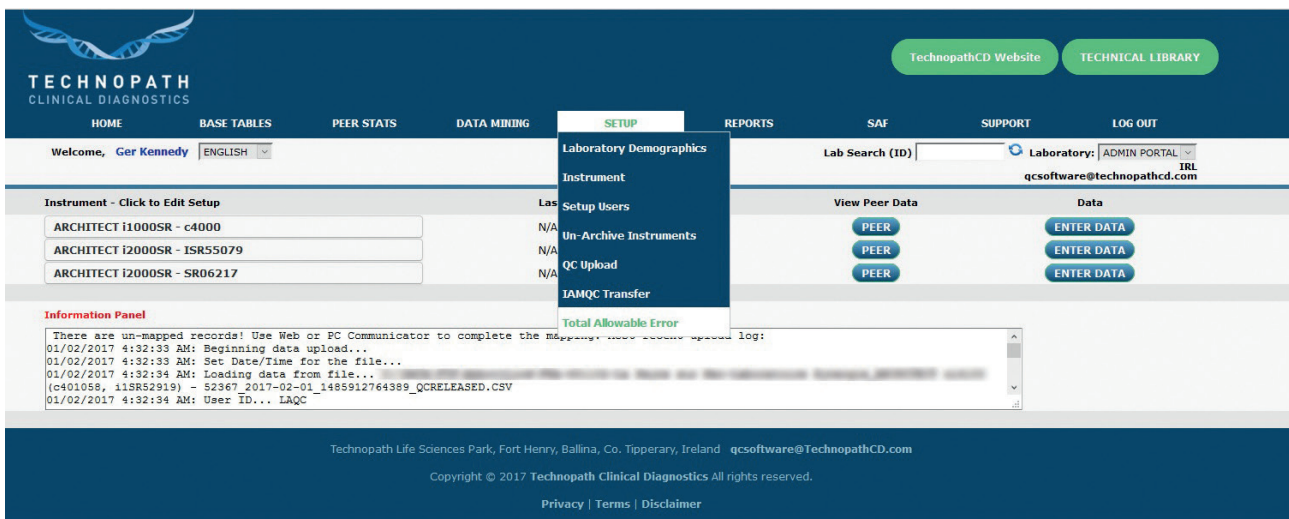 TECHNOPATH
CLINICAL DIAGNOSTICS
TechnopathCD Website
TECHNICAL LIBRARY
HOME BASE TABLES PEER STATS DATA MINING SETUP REPORTS SAF SUPPORT LOG OUT
Welcome, Ger Kennedy ENGLISH
Lab Search (ID) Laboratory: ADMIN PORTAL
IRL
qcsoftware@technopathcd.com
Laboratory Demographics
Instrument
Setup Users
Un-Archive Instruments
QC Upload
IAMQC Transfer
Total Allowable Error
Instrument - Click to Edit Setup Las View Peer Data Data
ARCHITECT i1000SR - c4000 N/A PEER ENTER DATA
ARCHITECT i2000SR - ISR55079 N/A PEER ENTER DATA
ARCHITECT i2000SR - SR06217 N/A PEER ENTER DATA
Information Panel
There are un-mapped records! Use Web or PC Communicator to complete the mapping. Most recent upload log:
01/02/2017 4:32:33 AM: Beginning data upload...
01/02/2017 4:32:33 AM: Set Date/Time for the file...
01/02/2017 4:32:34 AM: Loading data from file...
(c401058, i1SR52919) - 52367_2017-02-01_1485912764389_QCRELEASED.CSV
01/02/2017 4:32:34 AM: User ID... LAQC
Technopath Life Sciences Park, Fort Henry, Ballina, Co. Tipperary, Ireland qcsoftware@TechnopathCD.com
Copyright © 2017 Technopath Clinical Diagnostics All rights reserved.
Privacy | Terms | Disclaimer